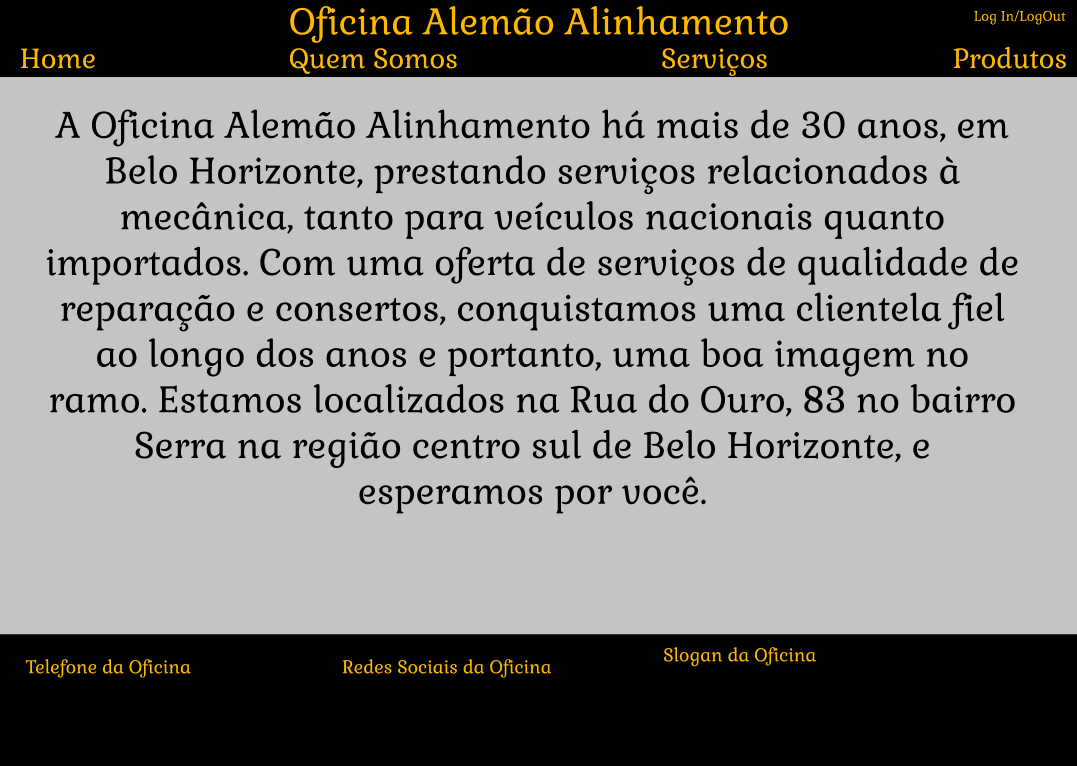 Oficina Alemão Alinhamento
Log In/LogOut
Home
Quem Somos
Serviços
Produtos
A Oficina Alemão Alinhamento há mais de 30 anos, em
Belo Horizonte, prestando serviços relacionados à
mecânica, tanto para veículos nacionais quanto
importados. Com uma oferta de serviços de qualidade de
reparação e consertos, conquistamos uma clientela fiel
ao longo dos anos e portanto, uma boa imagem no
ramo. Estamos localizados na Rua do Ouro, 83 no bairro
Serra na região centro sul de Belo Horizonte, e
esperamos por você.
Telefone da Oficina
Redes Sociais da Oficina
Slogan da Oficina